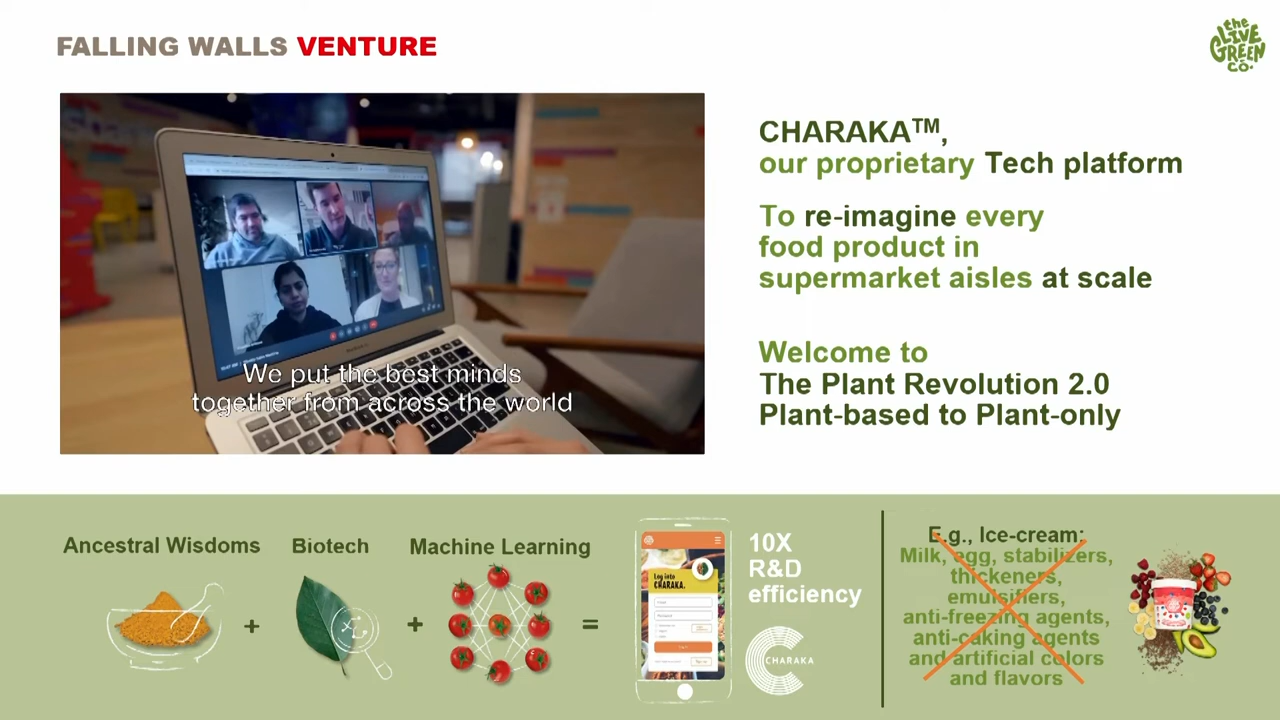 FALLING WALLS VENTURE
the
LIVE
GREEN
CO.
CHARAKA™,
our proprietary Tech platform
To re-imagine every
food product in
supermarket aisles at scale
Welcome to
The Plant Revolution 2.0
Plant-based to Plant-only
We put the best minds
together from across the world
Ancestral Wisdoms
+
Biotech
+
Machine Learning
=
Log into
CHARAKA.
10X
R&D
efficiency
CHARAKA
E.g., Ice-cream:
Milk, egg, stabilizers,
thickeners,
emulsifiers,
anti-freezing agents,
anti-caking agents
and artificial colors
and flavors